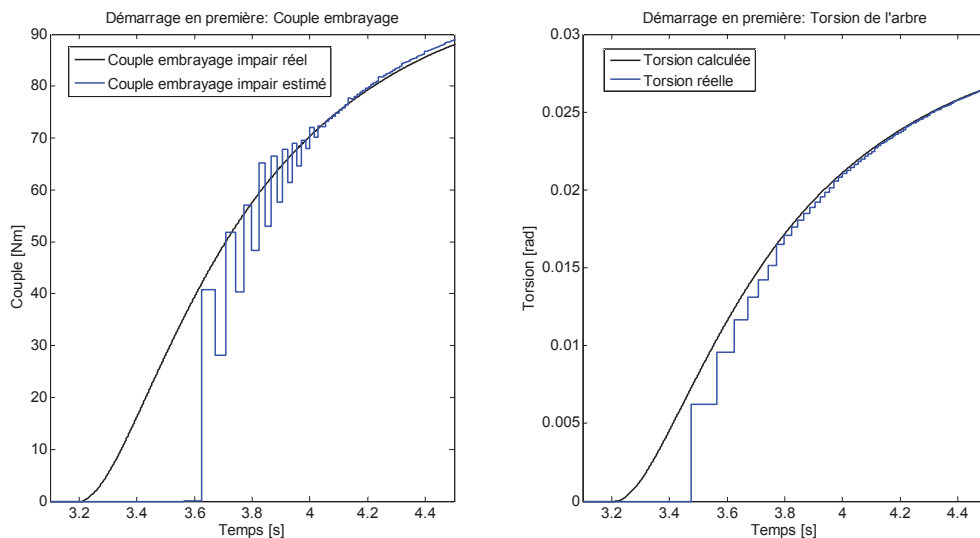 Démarrage en première: Couple embrayage
90
80
70
60
50
40
30
20
10
0
Couple [Nm]
Couple embrayage impair réel
Couple embrayage impair estimé
3.2 3.4 3.6 3.8 4 4.2 4.4
Temps [s]
Démarrage en première: Torsion de l'arbre
0.03
0.025
0.02
0.015
0.01
0.005
0
Torsion [rad]
Torsion calculée
Torsion réelle
3.2 3.4 3.6 3.8 4 4.2 4.4
Temps [s]